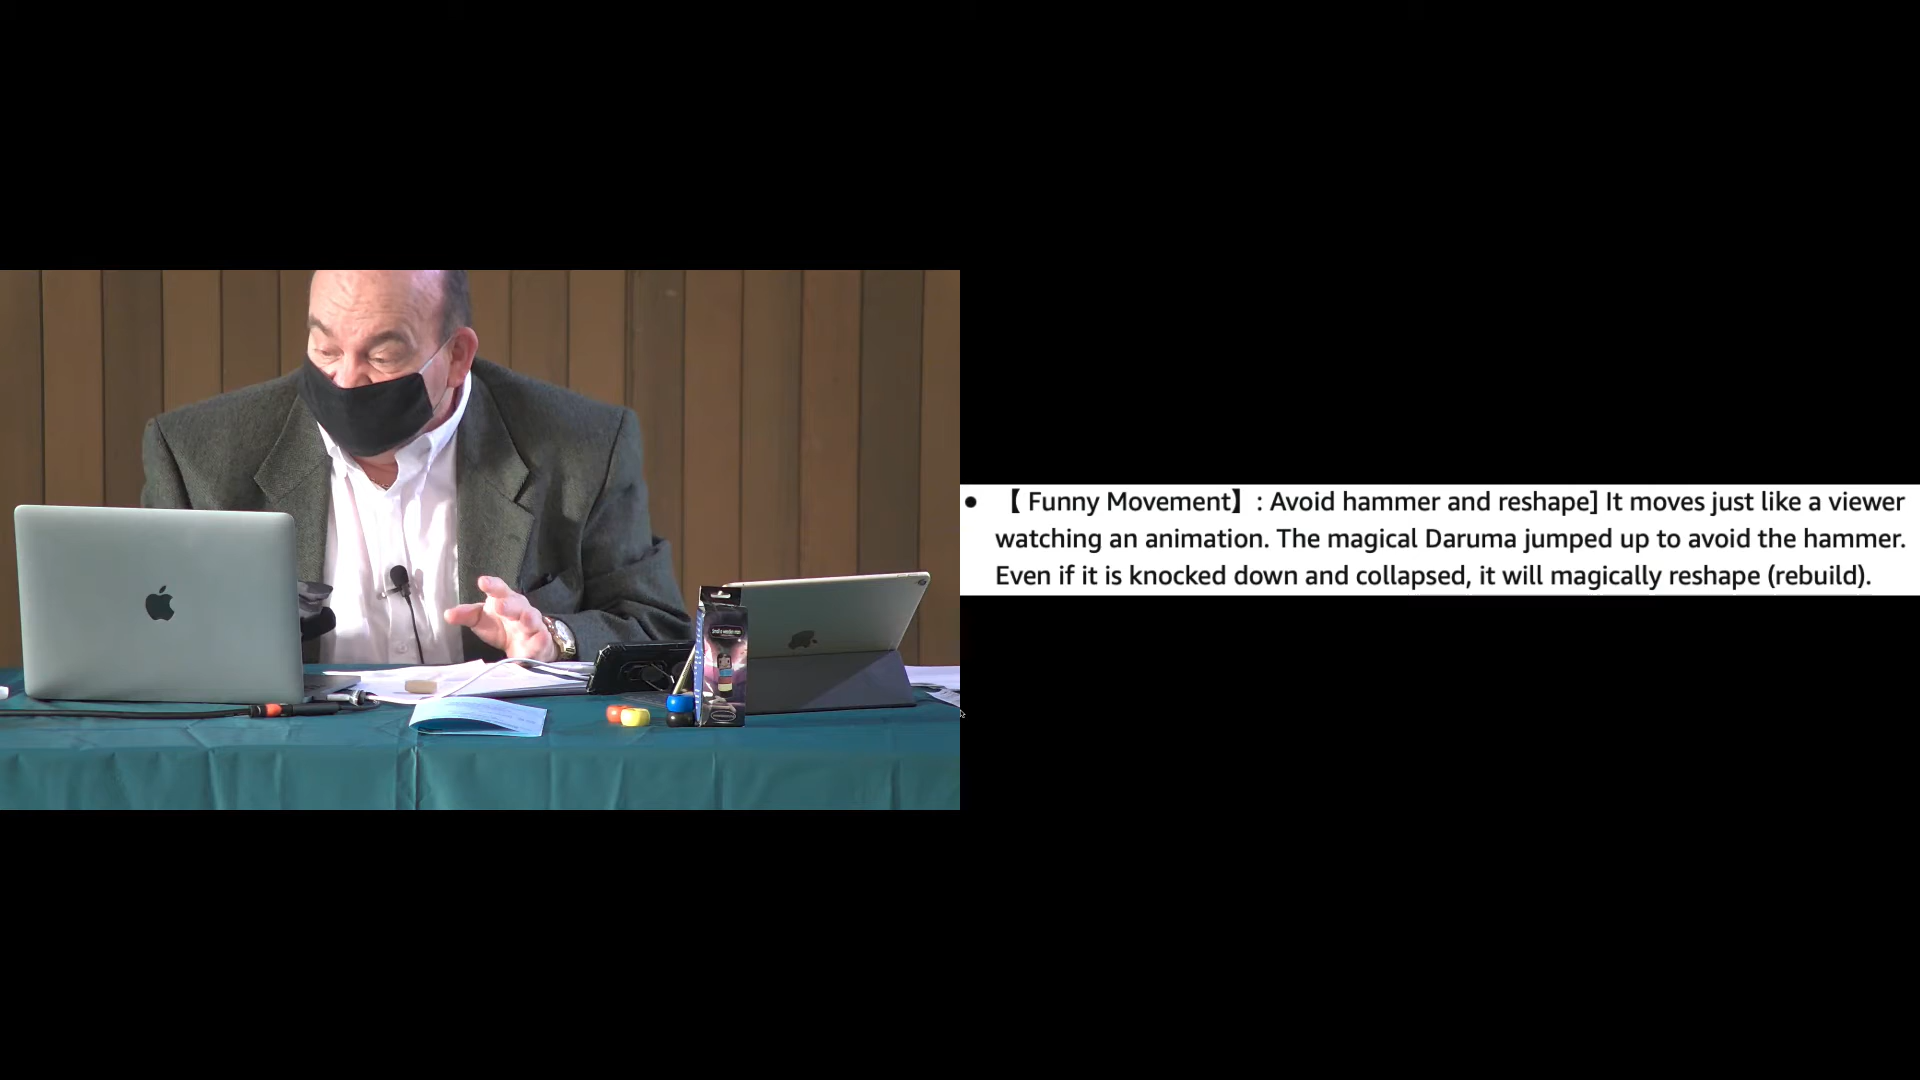 ● 【 Funny Movement】: Avoid hammer and reshape] It moves just like a viewer
watching an animation. The magical Daruma jumped up to avoid the hammer.
Even if it is knocked down and collapsed, it will magically reshape (rebuild).